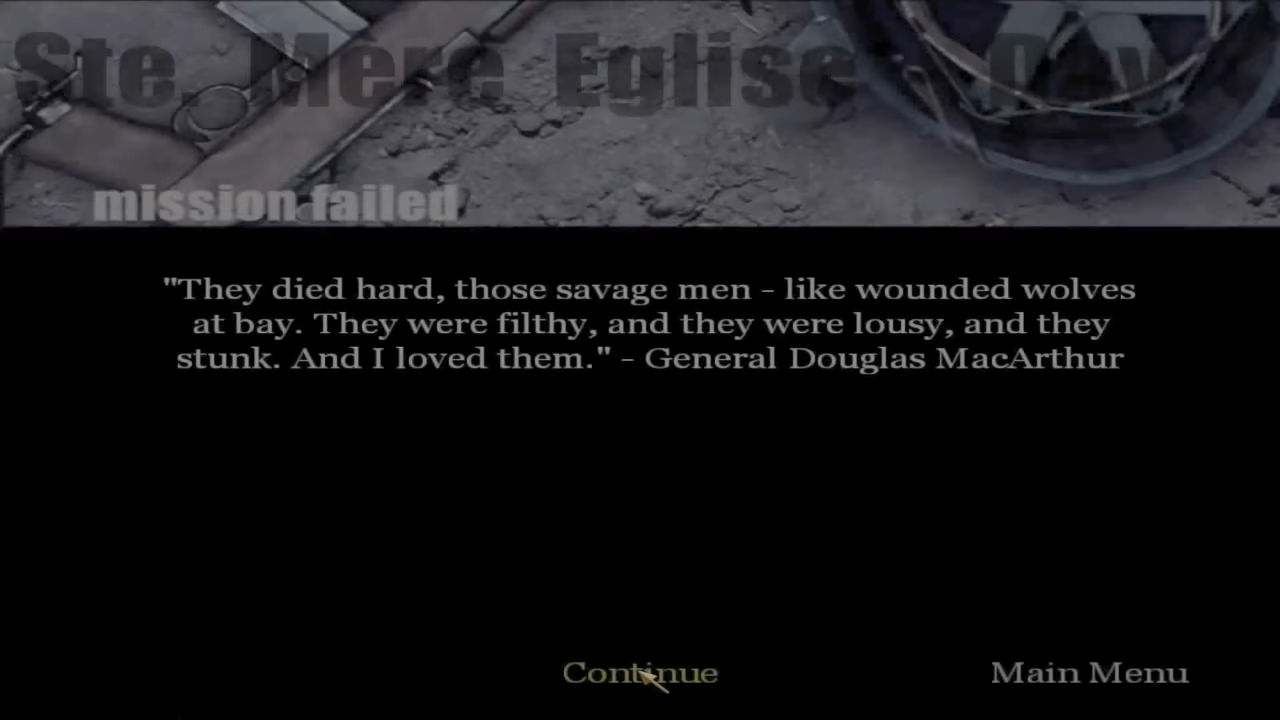 Ste. Mere Eglise - Day
mission failed
"They died hard, those savage men - like wounded wolves
at bay. They were filthy, and they were lousy, and they
stunk. And I loved them." - General Douglas MacArthur
Continue
Main Menu